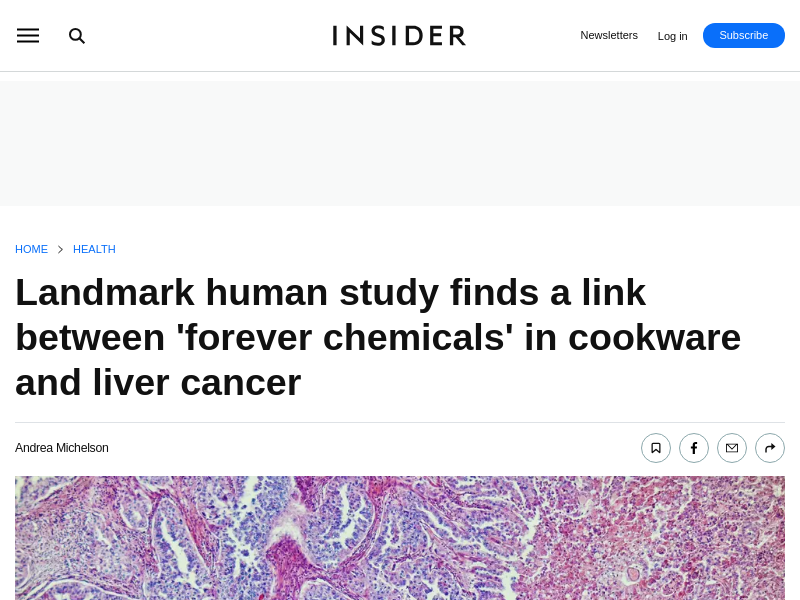 INSIDER
Newsletters
Log in
Subscribe
HOME
HEALTH
Landmark human study finds a link
between 'forever chemicals' in cookware
and liver cancer
Andrea Michelson